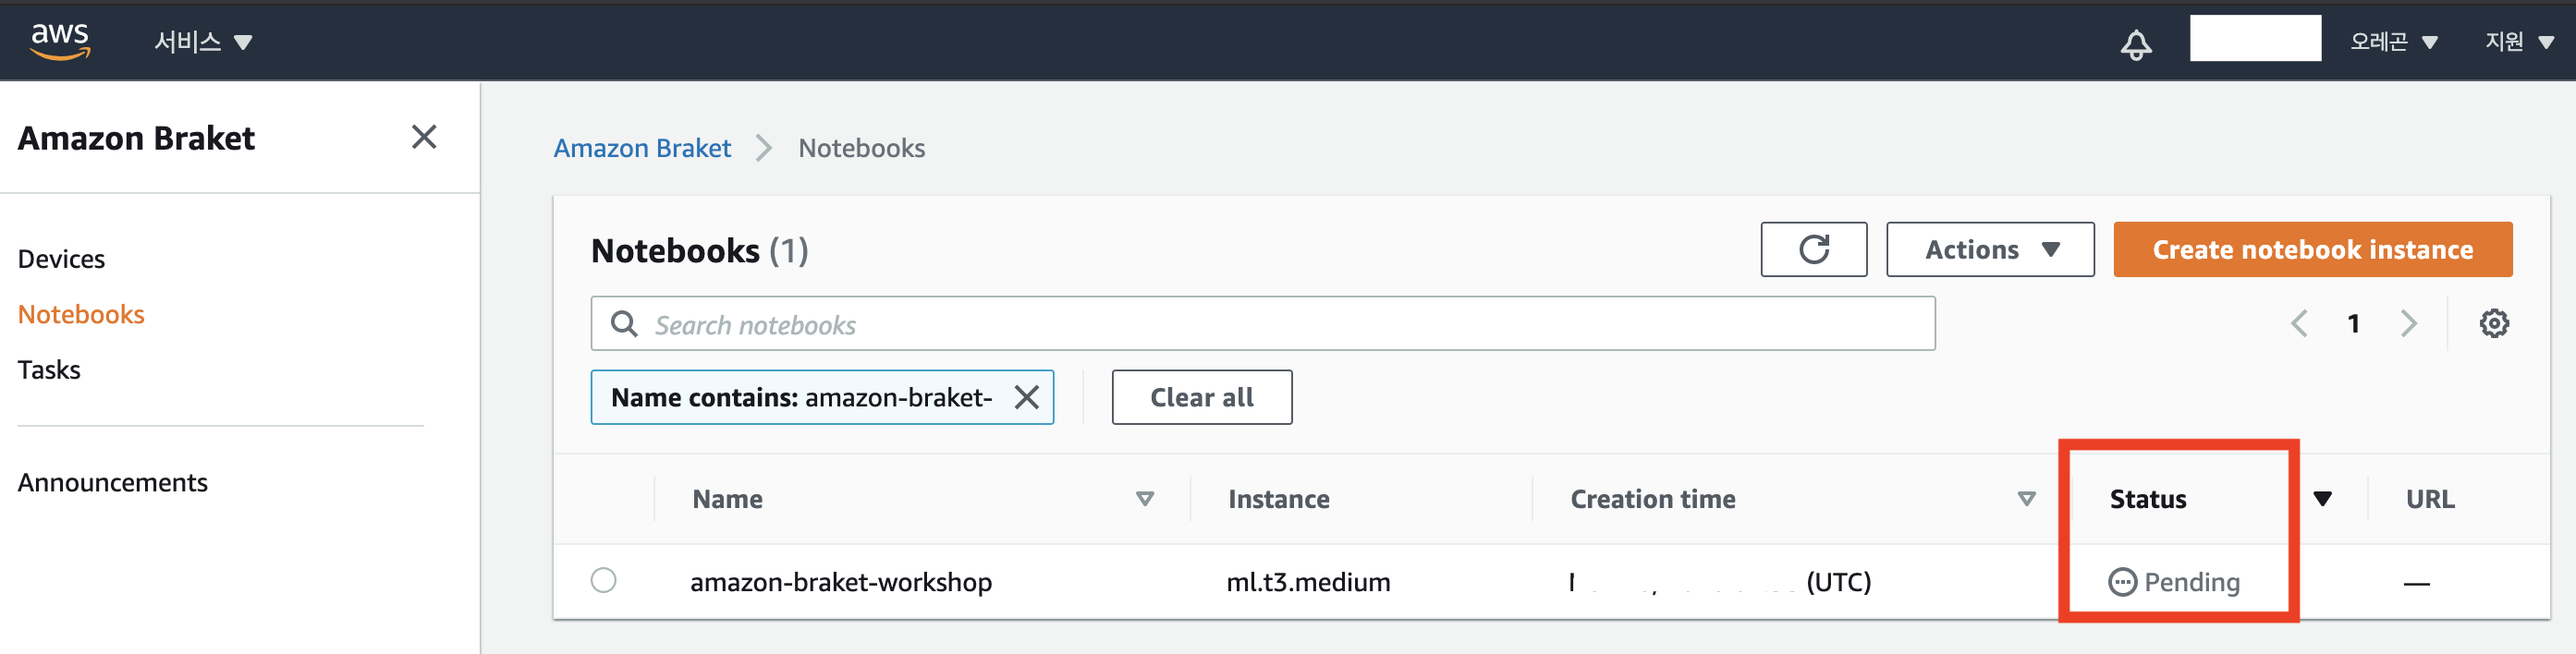 aws 서비스 오레곤 지원
Amazon Braket
Devices
Notebooks
Tasks
Announcements
Amazon Braket Notebooks
Notebooks (1)
Actions Create notebook instance
Search notebooks 1
Name contains: amazon-braket- Clear all
Name Instance Creation time Status URL
amazon-braket-workshop ml.t3.medium (UTC) Pending —